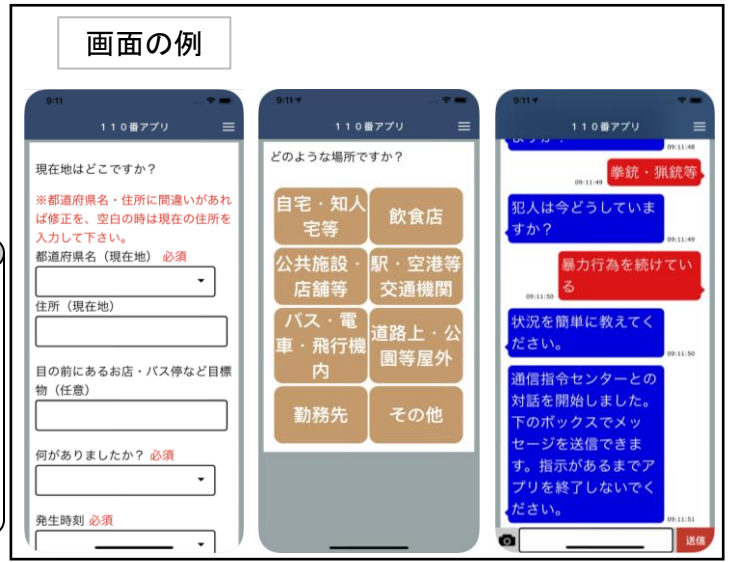 画面の例
9:11
110番アプリ
現在地はどこですか?
※都道府県名・住所に間違いがあれ
ば修正を、空白の時は現在の住所を
入力して下さい。
都道府県名(現在地) 必須
住所(現在地)
目の前にあるお店・バス停など目標
物(任意)
何がありましたか? 必須
発生時刻 必須
9:11
110番アプリ
どのような場所ですか?
自宅・知人
宅等
飲食店
公共施設・
店舗等
駅・空港等
交通機関
バス・電
車・飛行機
内
道路上・公
園等屋外
勤務先
その他
9:11
110番アプリ
09:11:48
拳銃・猟銃等
09:11:49
犯人は今どうしていま
すか?
09:11:49
暴力行為を続けてい
る
09:11:50
状況を簡単に教えてく
ださい。
09:11:50
通信指令センターとの
対話を開始しました。
下のボックスでメッ
セージを送信できま
す。指示があるまでア
プリを終了しないでく
ださい。
09:11:51
送信